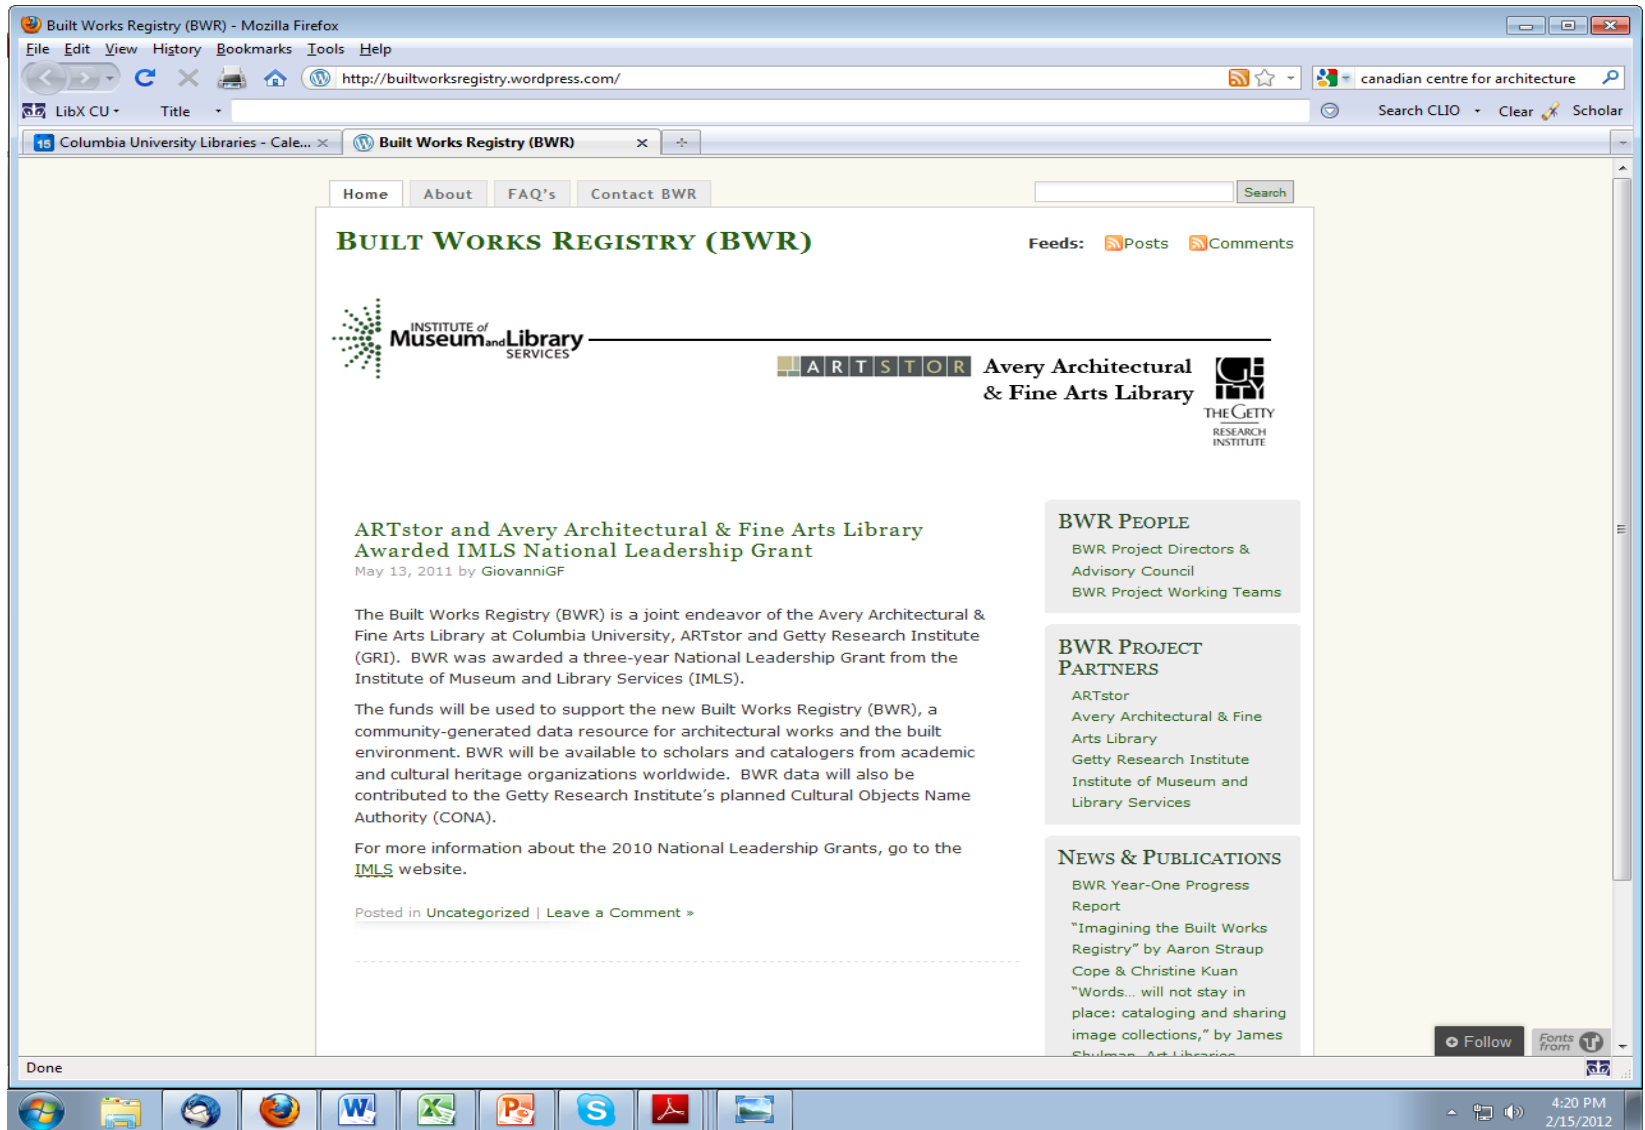 Built Works Registry (BWR) - Mozilla Firefox
File Edit View History Bookmarks Tools Help
http://builtworksregistry.wordpress.com/
canadian centre for architecture
LibX CU
Title
Search CLIO
Clear
Scholar
15 Columbia University Libraries - Cale...
Built Works Registry (BWR)
Home
About
FAQ's
Contact BWR
Search
BUILT WORKS REGISTRY (BWR)
Feeds: Posts Comments
INSTITUTE of
Museum and Library
SERVICES
ARTSTOR
Avery Architectural
& Fine Arts Library
GETTY
THE GETTY
RESEARCH
INSTITUTE
ARTstor and Avery Architectural & Fine Arts Library
Awarded IMLS National Leadership Grant
May 13, 2011 by GiovanniGF
The Built Works Registry (BWR) is a joint endeavor of the Avery Architectural &
Fine Arts Library at Columbia University, ARTstor and Getty Research Institute
(GRI).  BWR was awarded a three-year National Leadership Grant from the
Institute of Museum and Library Services (IMLS).
The funds will be used to support the new Built Works Registry (BWR), a
community-generated data resource for architectural works and the built
environment. BWR will be available to scholars and catalogers from academic
and cultural heritage organizations worldwide.  BWR data will also be
contributed to the Getty Research Institute's planned Cultural Objects Name
Authority (CONA).
For more information about the 2010 National Leadership Grants, go to the
IMLS website.
Posted in Uncategorized | Leave a Comment »
BWR PEOPLE
BWR Project Directors &
Advisory Council
BWR Project Working Teams
BWR PROJECT
PARTNERS
ARTstor
Avery Architectural & Fine
Arts Library
Getty Research Institute
Institute of Museum and
Library Services
NEWS & PUBLICATIONS
BWR Year-One Progress
Report
"Imagining the Built Works
Registry" by Aaron Straup
Cope & Christine Kuan
"Words... will not stay in
place: cataloging and sharing
image collections," by James
Shulman, Art Libraries
Follow
Fonts
from
Done
4:20 PM
2/15/2012